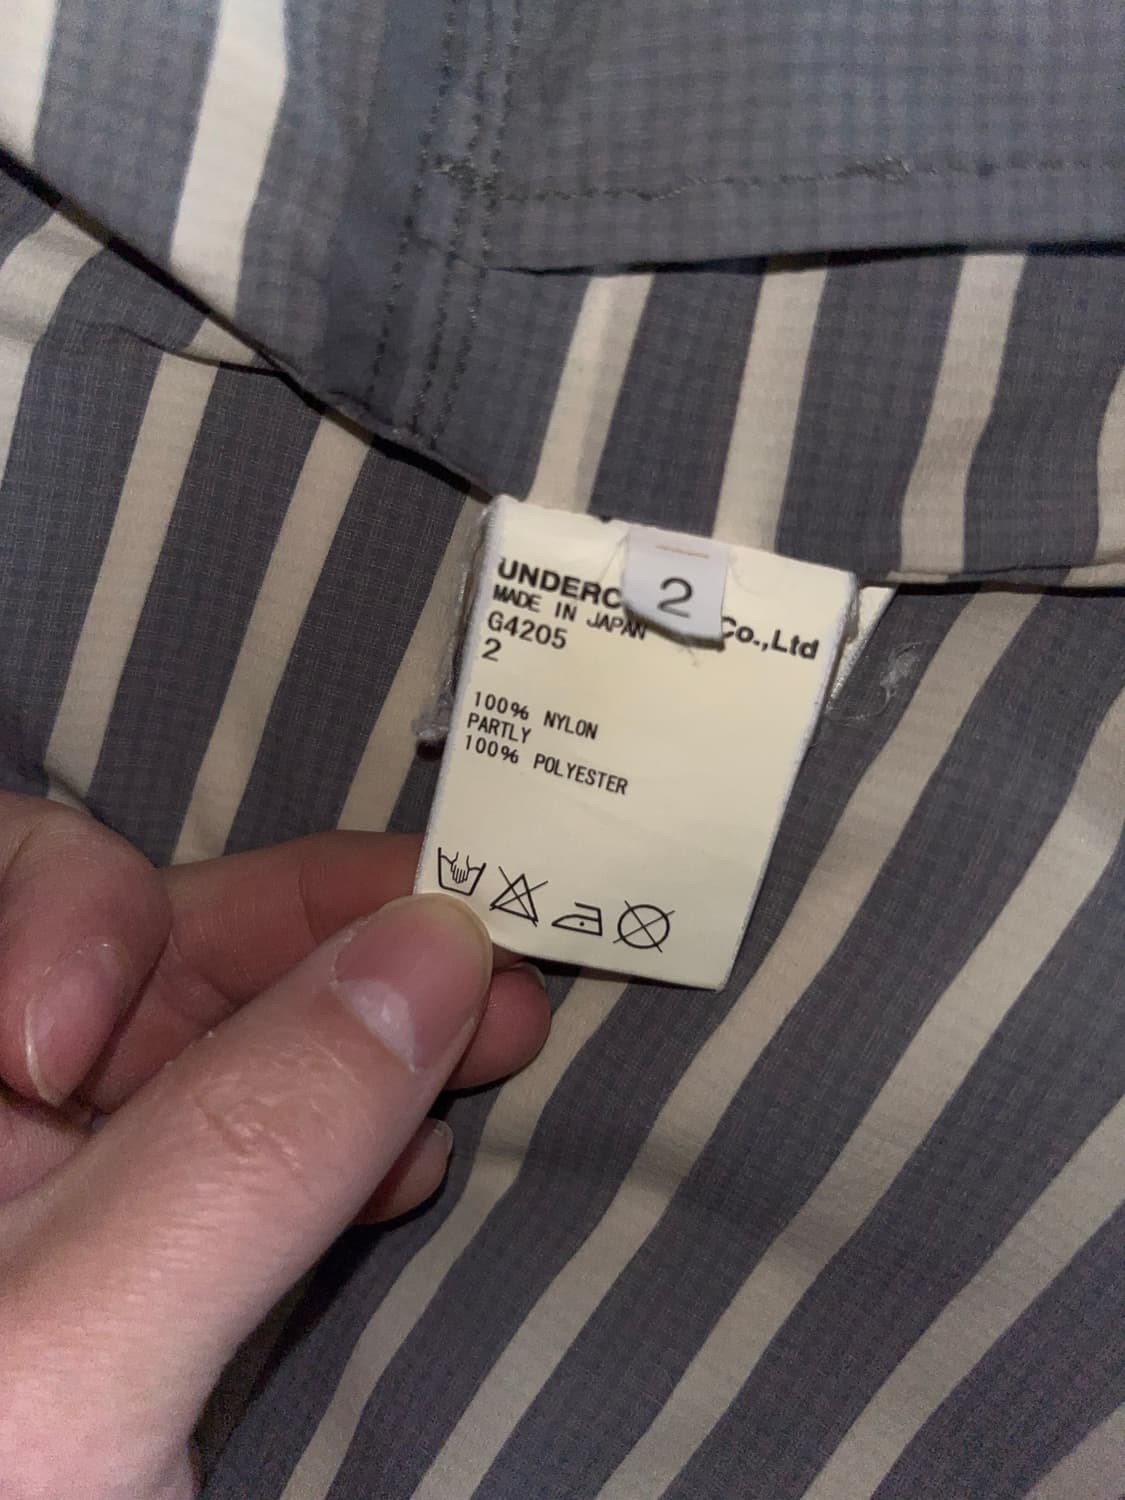 UNDERC Co.,Ltd
2
MADE IN JAPAN
G4205
2
100% NYLON
PARTLY
100% POLYESTER